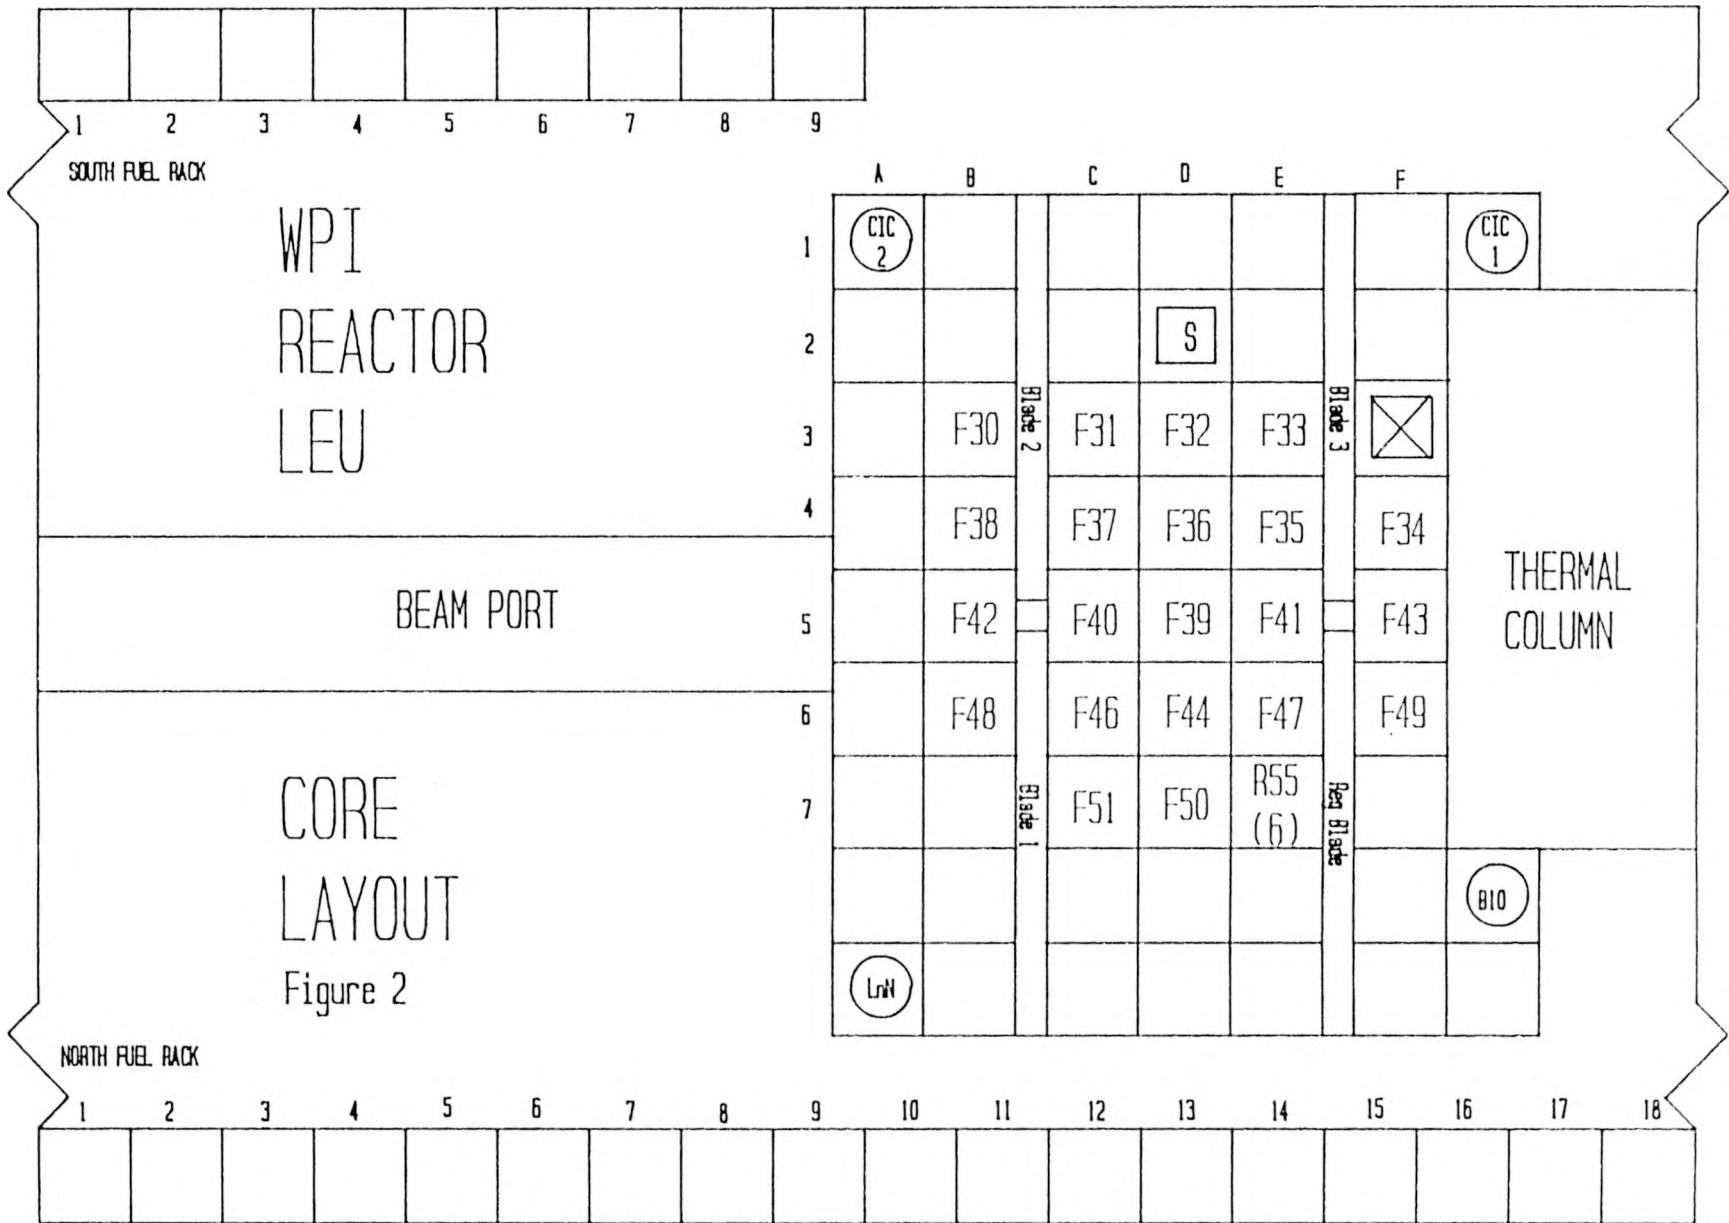 1 2 3 4 5 6 7 8 9
SOUTH FUEL RACK
A B C D E F
WPI
REACTOR
LEU
1 CIC 2 CIC 1
2 S
3 F30 Blade 2 F31 F32 F33 Blade 3
4 F38 F37 F36 F35 F34
BEAM PORT
5 F42 F40 F39 F41 F43
THERMAL
COLUMN
6 F48 F46 F44 F47 F49
7 Blade 1 F51 F50 R55 (6) Reg Blade
CORE
LAYOUT
Figure 2
B10
LnN
NORTH FUEL RACK
1 2 3 4 5 6 7 8 9 10 11 12 13 14 15 16 17 18